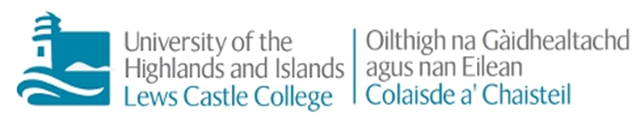 University of the
Highlands and Islands
Lews Castle College
Oilthigh na Gàidhealtachd
agus nan Eilean
Colaisde a' Chaisteil